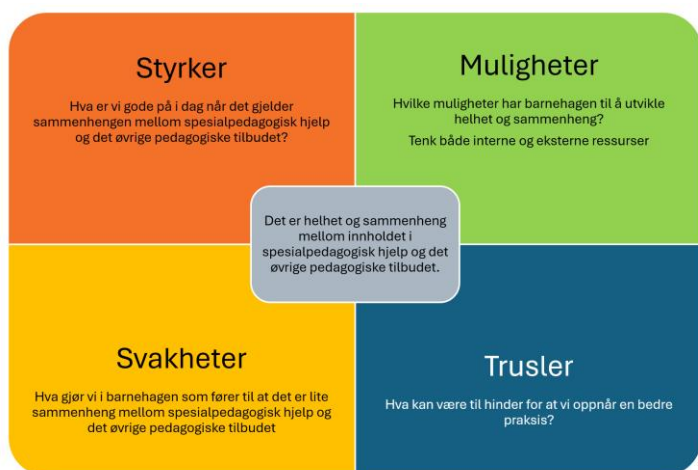 Styrker
Hva er vi gode på i dag når det gjelder
sammenhengen mellom spesialpedagogisk hjelp
og det øvrige pedagogiske tilbudet?
Muligheter
Hvilke muligheter har barnehagen til å utvikle
helhet og sammenheng?
Tenk både interne og eksterne ressurser
Det er helhet og sammenheng
mellom innholdet i
spesialpedagogisk hjelp og det
øvrige pedagogiske tilbudet.
Svakheter
Hva gjør vi i barnehagen som fører til at det er lite
sammenheng mellom spesialpedagogisk hjelp og
det øvrige pedagogiske tilbudet
Trusler
Hva kan være til hinder for at vi oppnår en bedre
praksis?